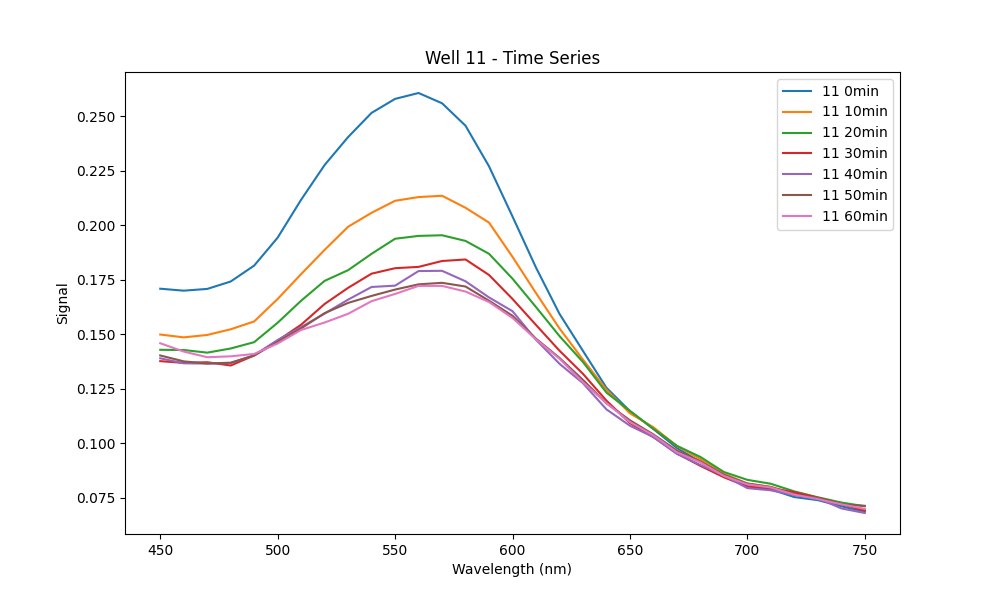 Well 11 - Time Series
Signal
0.250
0.225
0.200
0.175
0.150
0.125
0.100
0.075
11 0min
11 10min
11 20min
11 30min
11 40min
11 50min
11 60min
450 500 550 600 650 700 750
Wavelength (nm)